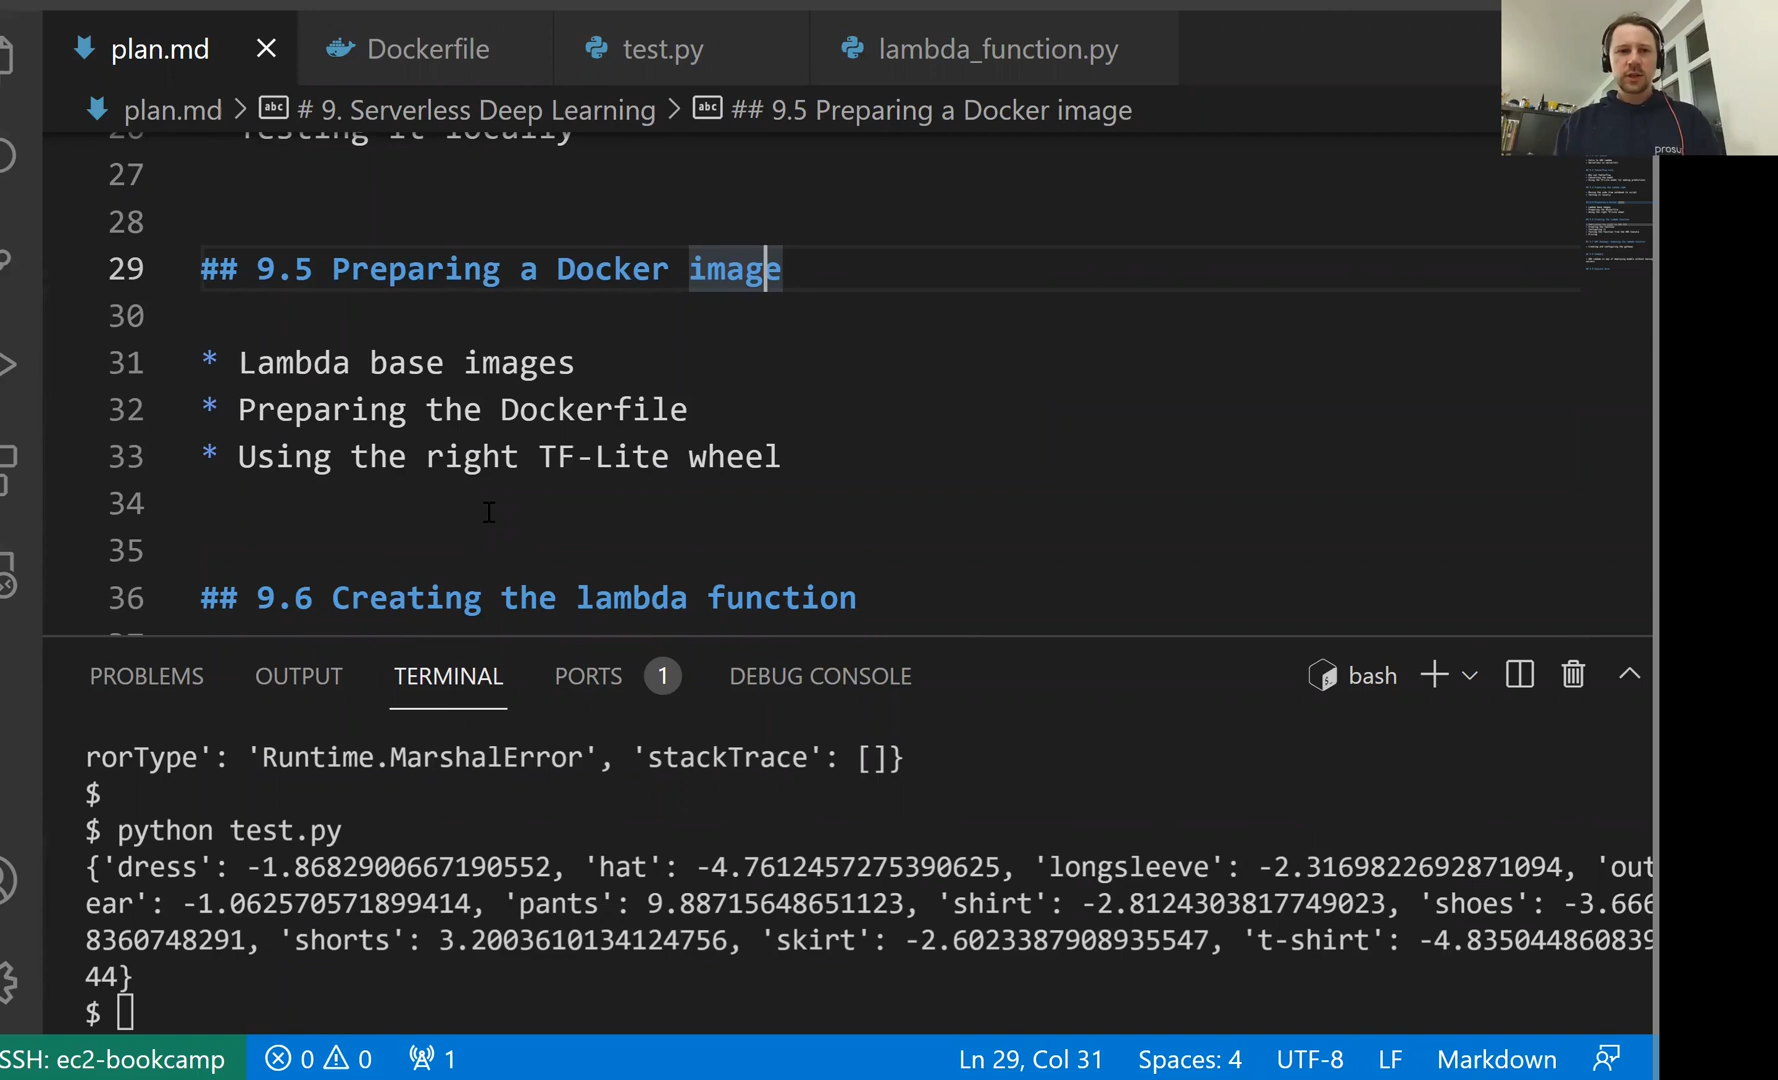 plan.md
Dockerfile
test.py
lambda_function.py
plan.md > # 9. Serverless Deep Learning > ## 9.5 Preparing a Docker image
Testing it locally
27
28
29 ## 9.5 Preparing a Docker image
30
31 * Lambda base images
32 * Preparing the Dockerfile
33 * Using the right TF-Lite wheel
34
35
36 ## 9.6 Creating the lambda function
PROBLEMS OUTPUT TERMINAL PORTS 1 DEBUG CONSOLE bash
rorType': 'Runtime.MarshalError', 'stackTrace': []}
$
$ python test.py
{'dress': -1.8682900667190552, 'hat': -4.7612457275390625, 'longsleeve': -2.3169822692871094, 'out
ear': -1.062570571899414, 'pants': 9.88715648651123, 'shirt': -2.8124303817749023, 'shoes': -3.666
8360748291, 'shorts': 3.2003610134124756, 'skirt': -2.6023387908935547, 't-shirt': -4.835044860839
44}
$
SSH: ec2-bookcamp 0 0 1 Ln 29, Col 31 Spaces: 4 UTF-8 LF Markdown